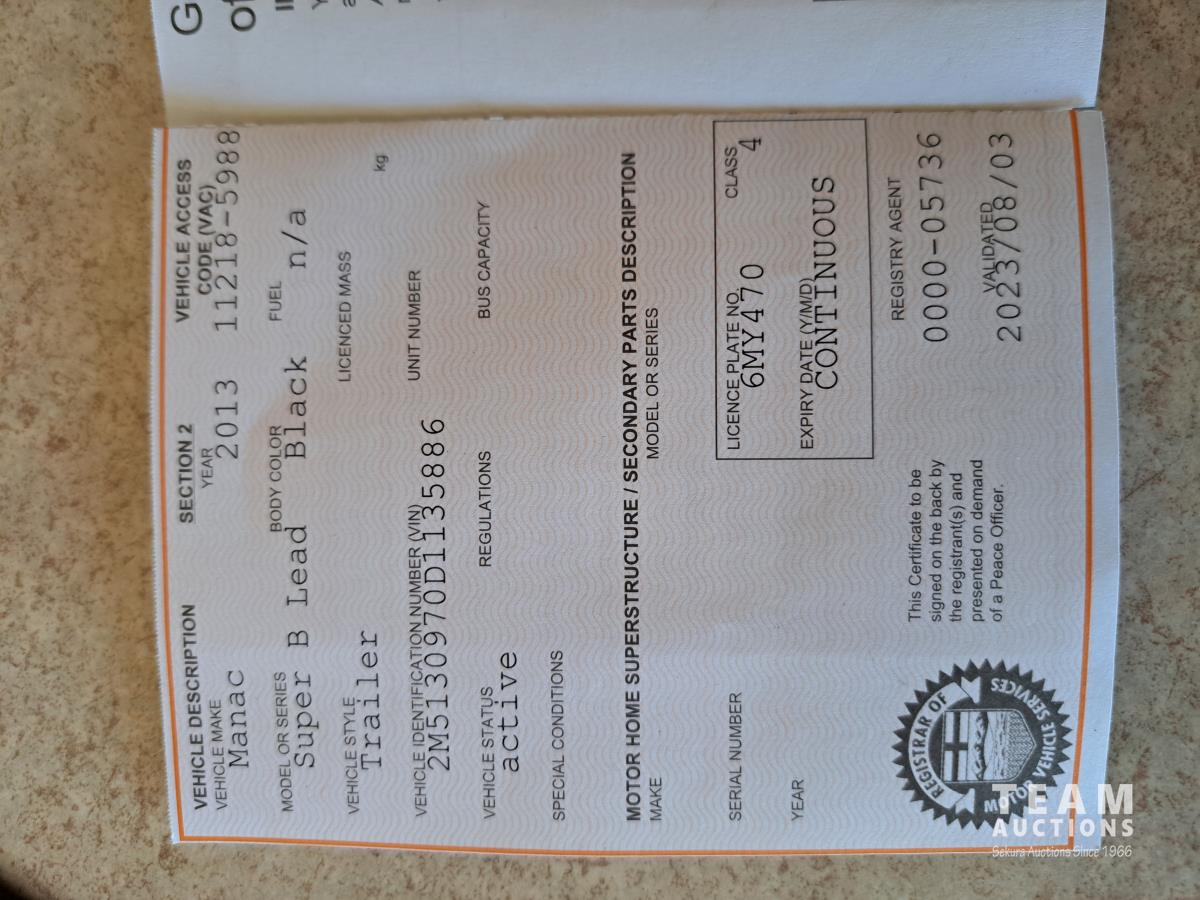 VEHICLE DESCRIPTION SECTION 2 VEHICLE ACCESS
VEHICLE MAKE YEAR CODE (VAC)
Manac 2013 11218-5988
MODEL OR SERIES BODY COLOR FUEL
Super B Lead Black n/a
VEHICLE STYLE LICENCED MASS
Trailer kg
VEHICLE IDENTIFICATION NUMBER (VIN) UNIT NUMBER
2M5130970D1135886
VEHICLE STATUS REGULATIONS BUS CAPACITY
active
SPECIAL CONDITIONS
MOTOR HOME SUPERSTRUCTURE / SECONDARY PARTS DESCRIPTION
MAKE MODEL OR SERIES
SERIAL NUMBER
YEAR
LICENCE PLATE NO. CLASS
6MY470 4
EXPIRY DATE (Y/M/D)
CONTINUOUS
REGISTRY AGENT
0000-05736
VALIDATED
2023/08/03
This Certificate to be
signed on the back by
the registrant(s) and
presented on demand
of a Peace Officer.
REGISTRAR OF
MOTOR VEHICLE SERVICES
TEAM
AUCTIONS
Sekura Auctions Since 1966